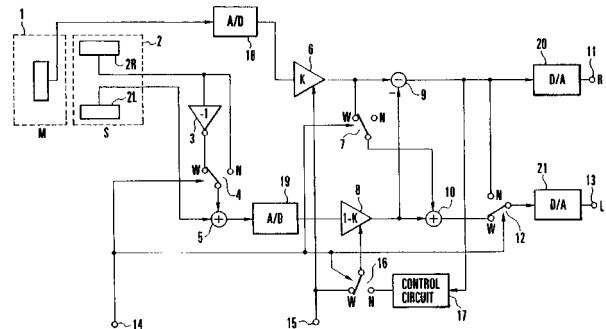 1
2
A/D
18
6
K
20
D/A
11
R
2R
2L
M
S
-1
3
W
N
4
5
19
A/D
W
N
7
-
9
8
1-K
10
N
W
12
21
D/A
13
L
16
W
N
CONTROL
CIRCUIT
17
14
15